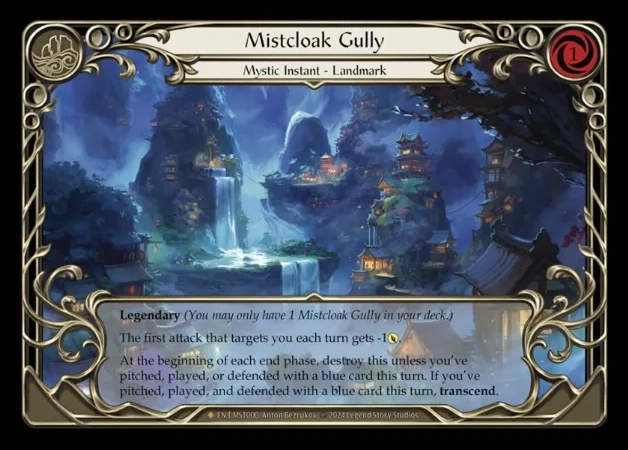 Mistcloak Gully
1
Mystic Instant - Landmark
Legendary (You may only have 1 Mistcloak Gully in your deck.)
The first attack that targets you each turn gets -1
At the beginning of each end phase, destroy this unless you've
pitched, played, or defended with a blue card this turn. If you've
pitched, played, and defended with a blue card this turn, transcend.
EN | MST000 Anton Bezrukov © 2024 Legend Story Studios